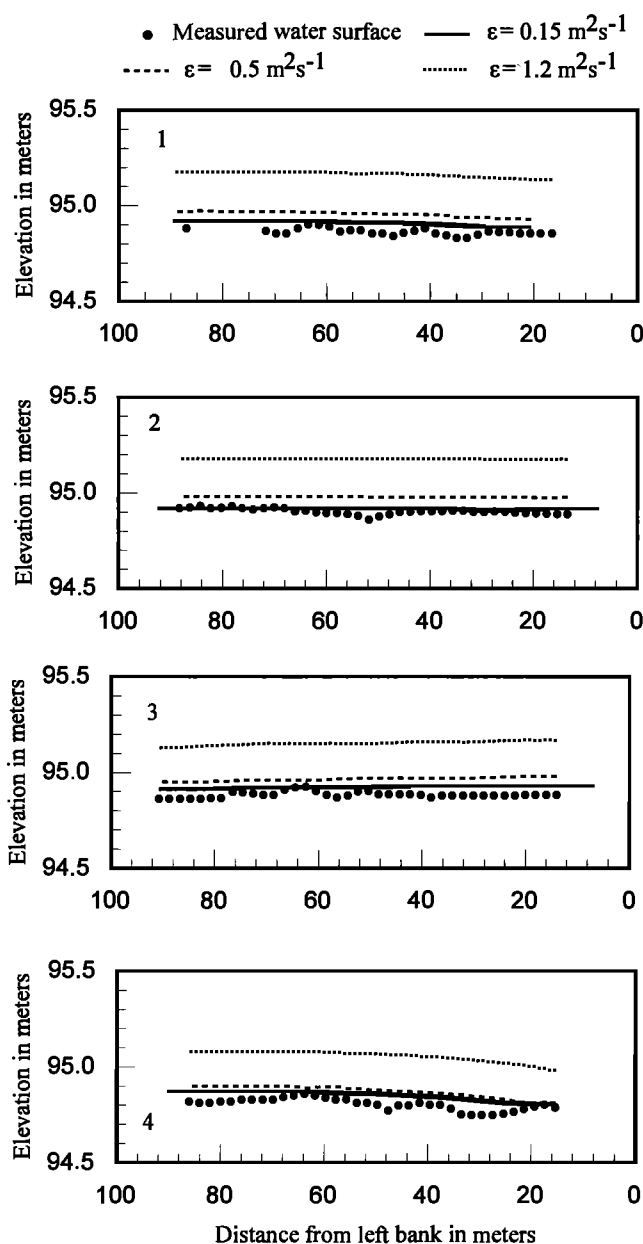 Measured water surface ε= 0.15 m²s⁻¹
ε= 0.5 m²s⁻¹ ε= 1.2 m²s⁻¹
Elevation in meters
95.5
95.0
94.5
1
100 80 60 40 20 0
Elevation in meters
95.5
95.0
94.5
2
100 80 60 40 20 0
Elevation in meters
95.5
95.0
94.5
3
100 80 60 40 20 0
Elevation in meters
95.5
95.0
94.5
4
100 80 60 40 20 0
Distance from left bank in meters